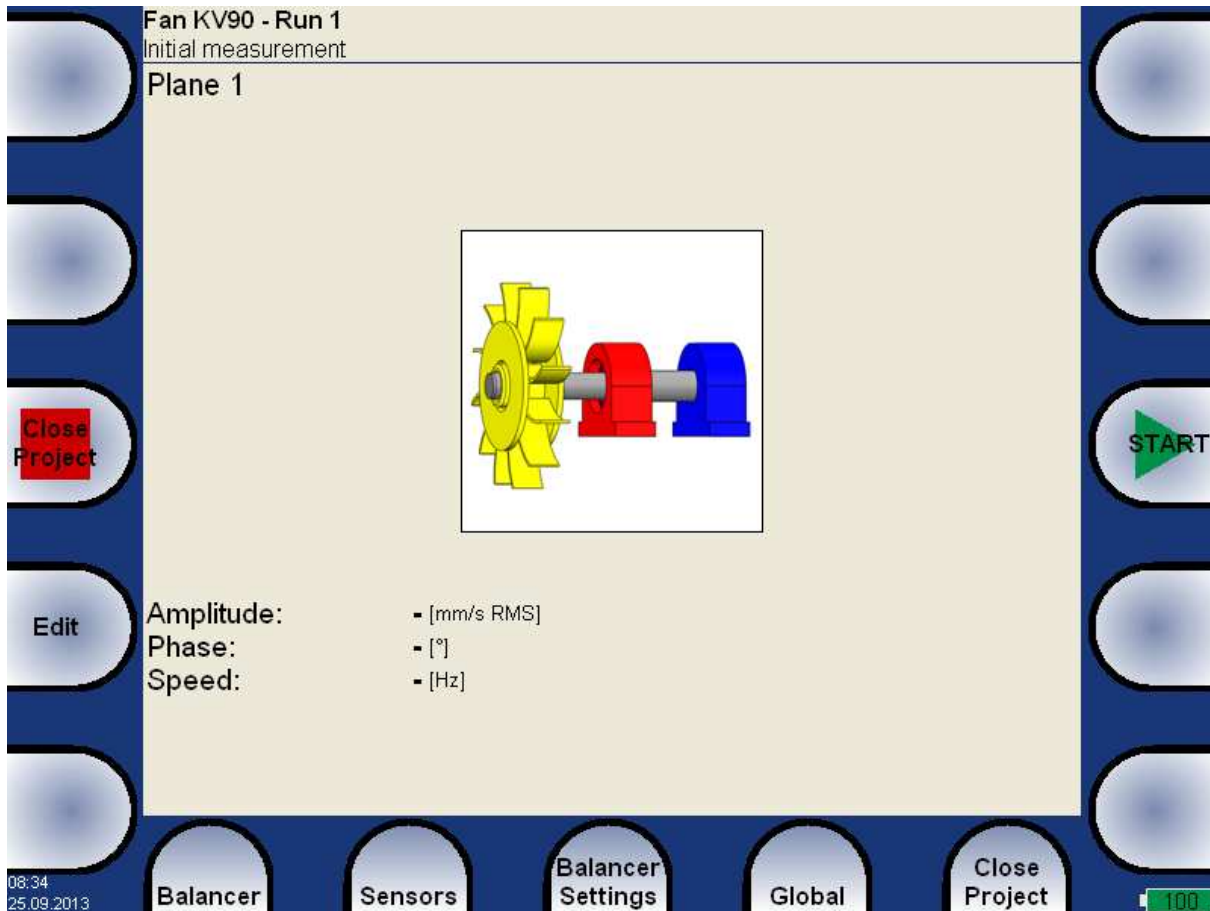 Fan KV90 - Run 1
Initial measurement
Plane 1
Close
Project
START
Edit
Amplitude: - [mm/s RMS]
Phase: - [°]
Speed: - [Hz]
08:34
25.09.2013
Balancer
Sensors
Balancer
Settings
Global
Close
Project
100